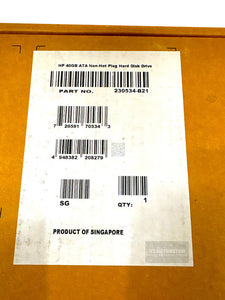 HP 40GB ATA Non-Hot Plug Hard Disk Drive
PART NO. 230534-B21
7 20591 70534 3
4 948382 208279
SG QTY: 1
PRODUCT OF SINGAPORE